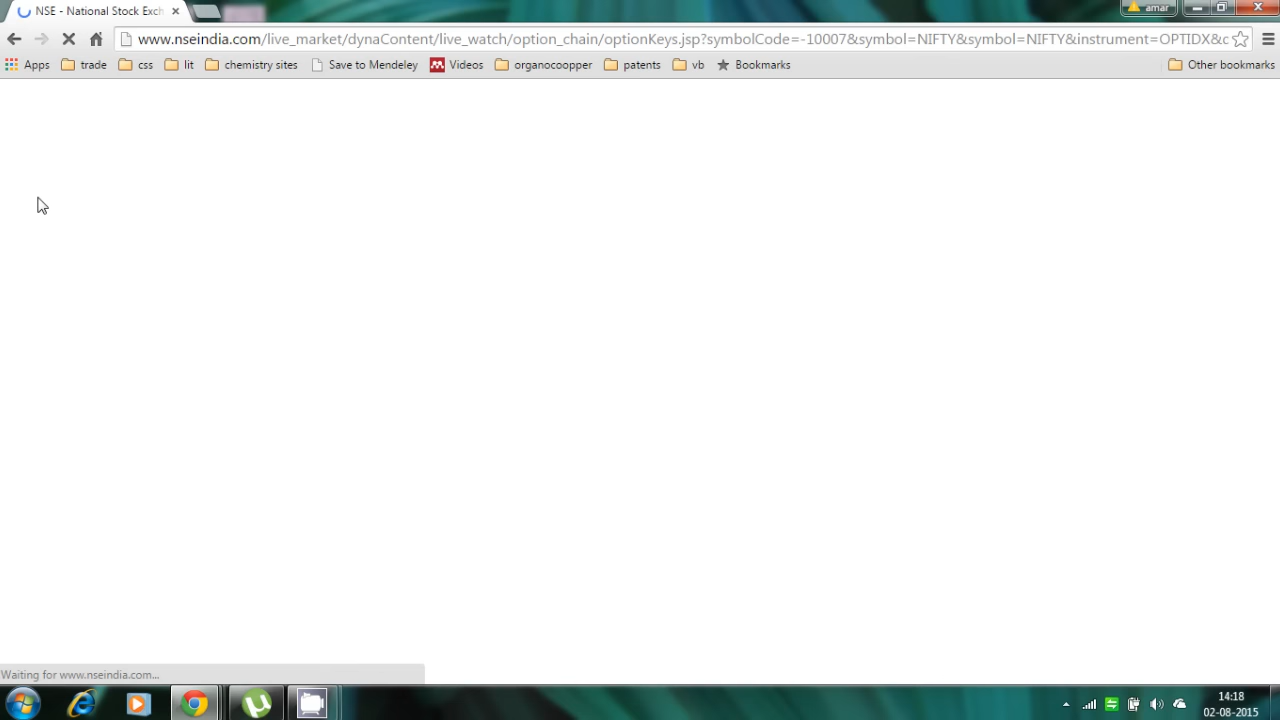 NSE - National Stock Exch
amar
www.nseindia.com/live_market/dynaContent/live_watch/option_chain/optionKeys.jsp?symbolCode=-10007&symbol=NIFTY&symbol=NIFTY&instrument=OPTIDX&c
Apps trade css lit chemistry sites Save to Mendeley Videos organocoopper patents vb Bookmarks Other bookmarks
Waiting for www.nseindia.com...
14:18
02-08-2015